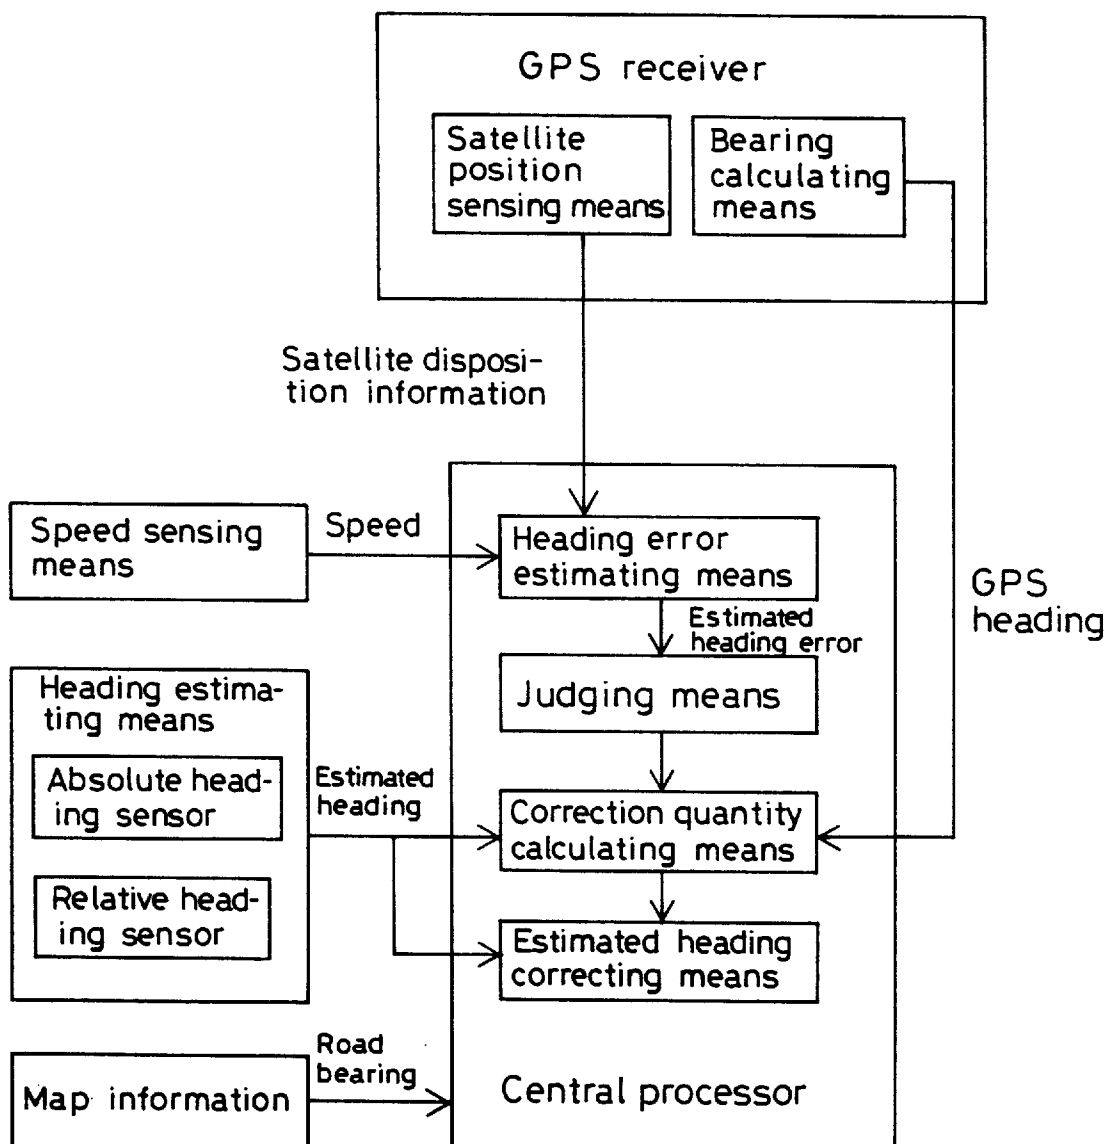 GPS receiver
Satellite
position
sensing means
Bearing
calculating
means
Satellite disposi-
tion information
Speed sensing
means
Speed
Heading error
estimating means
GPS
heading
Estimated
heading error
Judging means
Heading estima-
ting means
Absolute head-
ing sensor
Relative head-
ing sensor
Estimated
heading
Correction quantity
calculating means
Estimated heading
correcting means
Map information
Road
bearing
Central processor